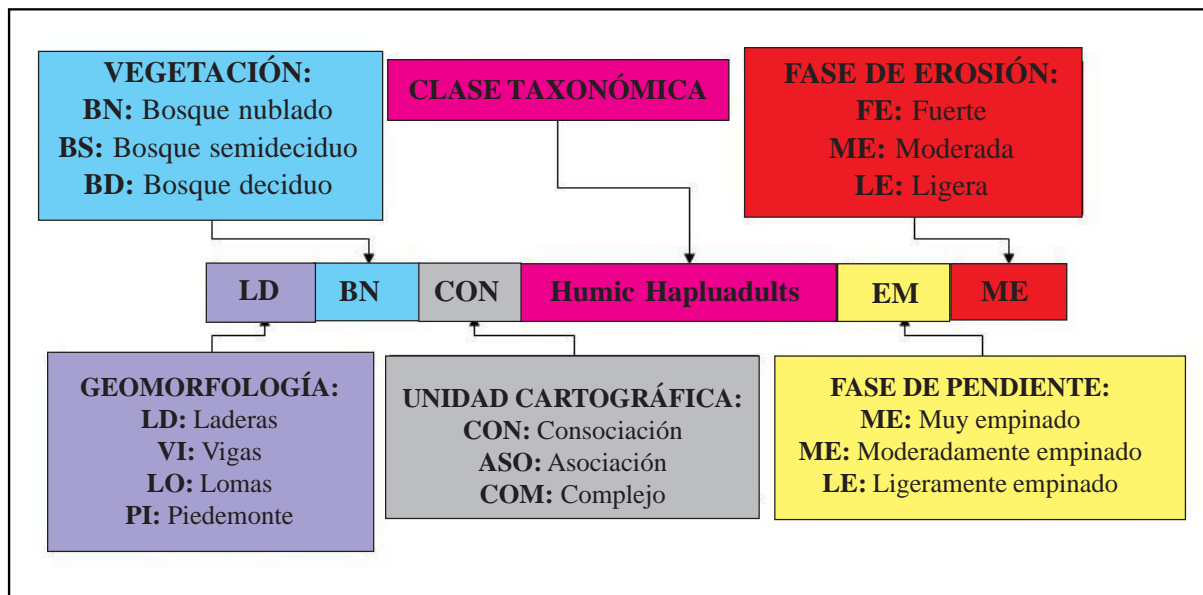 VEGETACIÓN:
BN: Bosque nublado
BS: Bosque semideciduo
BD: Bosque deciduo
CLASE TAXONÓMICA
FASE DE EROSIÓN:
FE: Fuerte
ME: Moderada
LE: Ligera
LD BN CON Humic Hapluadults EM ME
GEOMORFOLOGÍA:
LD: Laderas
VI: Vigas
LO: Lomas
PI: Piedemonte
UNIDAD CARTOGRÁFICA:
CON: Consociación
ASO: Asociación
COM: Complejo
FASE DE PENDIENTE:
ME: Muy empinado
ME: Moderadamente empinado
LE: Ligeramente empinado